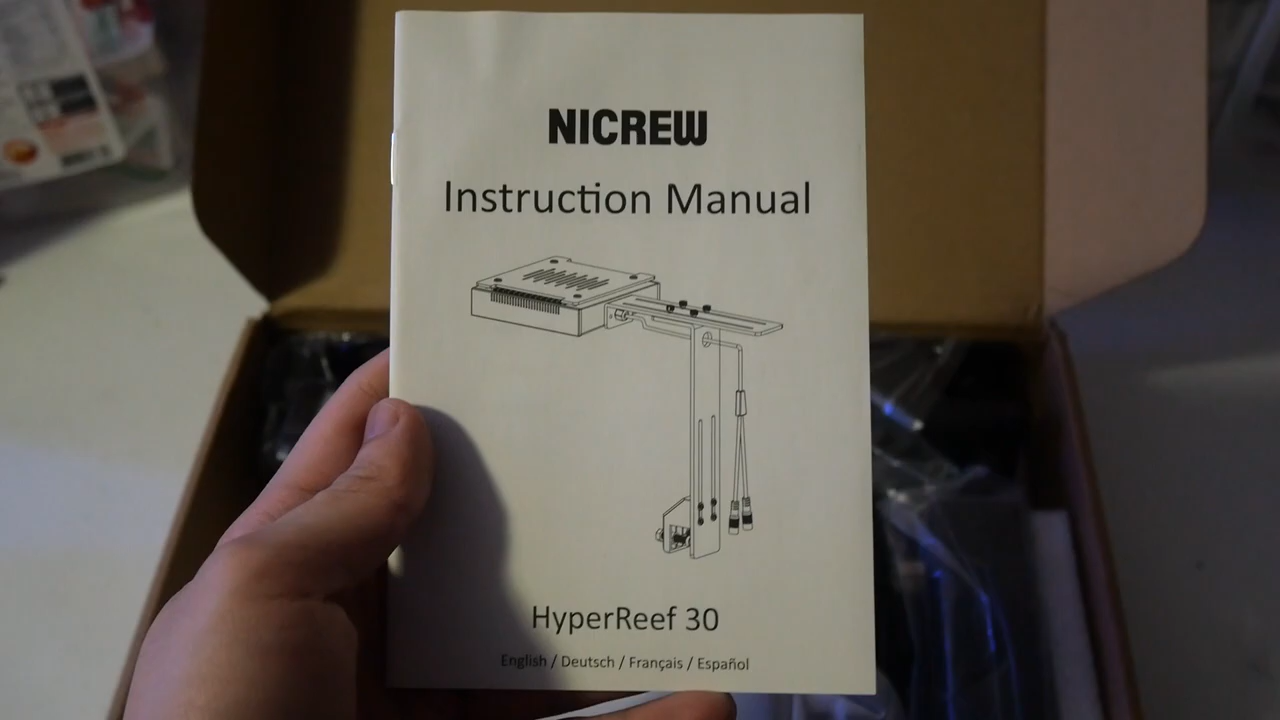 NICREW
Instruction Manual
HyperReef 30
English / Deutsch / Français / Español